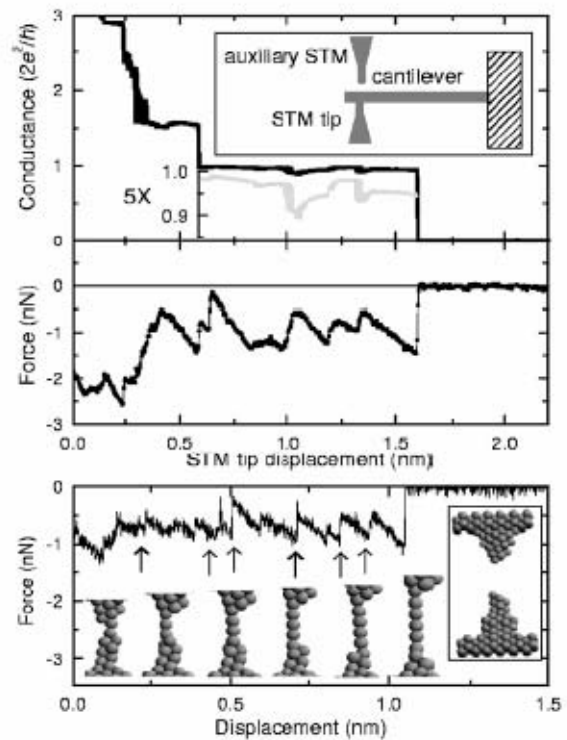 3
2
1
0
Conductance (2e²/h)
auxiliary STM
cantilever
STM tip
5X
1.0
0.9
0
-1
-2
-3
Force (nN)
0.0 0.5 1.0 1.5 2.0
STM tip displacement (nm)
0
-1
-2
-3
Force (nN)
0.0 0.5 1.0 1.5
Displacement (nm)